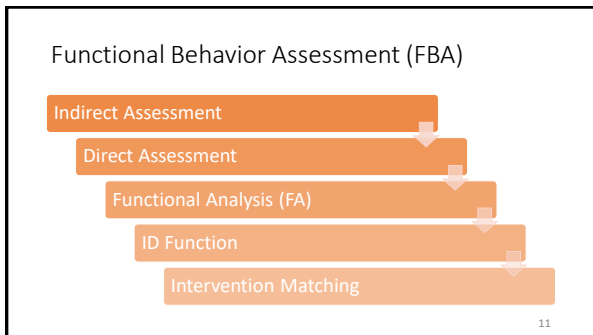 Functional Behavior Assessment (FBA)
Indirect Assessment
Direct Assessment
Functional Analysis (FA)
ID Function
Intervention Matching
11